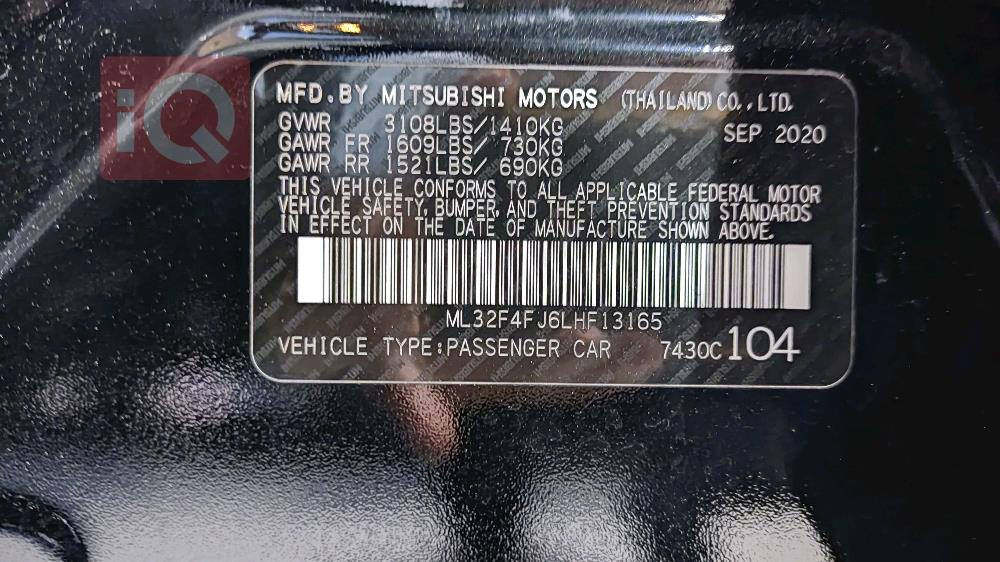 iQ
MFD.BY MITSUBISHI MOTORS (THAILAND) CO.,LTD.
GVWR 3108LBS/1410KG SEP 2020
GAWR FR 1609LBS/ 730KG
GAWR RR 1521LBS/ 690KG
THIS VEHICLE CONFORMS TO ALL APPLICABLE FEDERAL MOTOR
VEHICLE SAFETY, BUMPER, AND THEFT PREVENTION STANDARDS
IN EFFECT ON THE DATE OF MANUFACTURE SHOWN ABOVE.
ML32F4FJ6LHF13165
VEHICLE TYPE:PASSENGER CAR 7430C 104